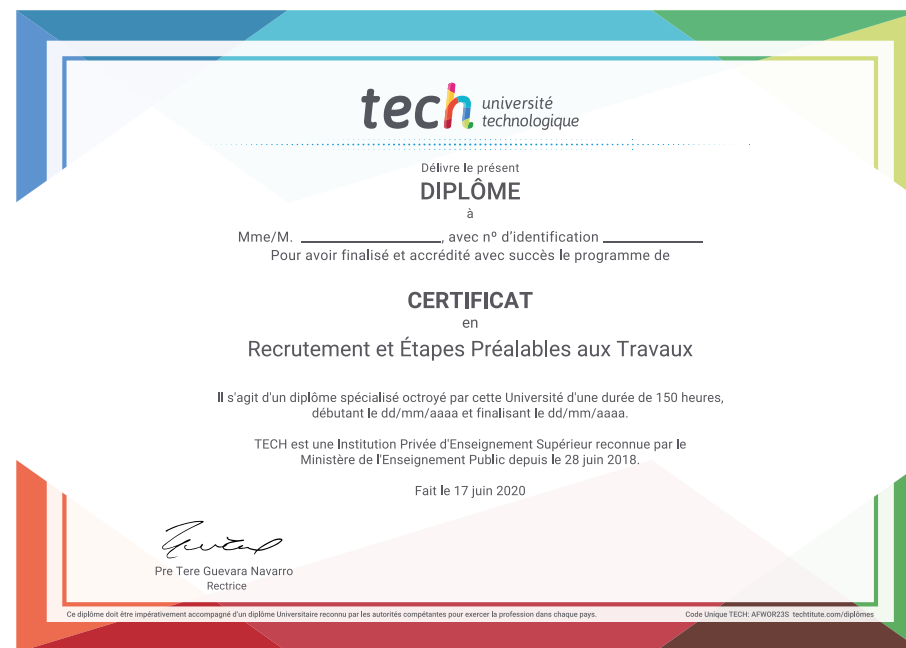 tech université
technologique
Délivre le présent
DIPLÔME
à
Mme/M. ____________________, avec nº d'identification ______________
Pour avoir finalisé et accrédité avec succès le programme de
CERTIFICAT
en
Recrutement et Étapes Préalables aux Travaux
Il s'agit d'un diplôme spécialisé octroyé par cette Université d'une durée de 150 heures,
débutant le dd/mm/aaaa et finalisant le dd/mm/aaaa.
TECH est une Institution Privée d'Enseignement Supérieur reconnue par le
Ministère de l'Enseignement Public depuis le 28 juin 2018.
Fait le 17 juin 2020
Pre Tere Guevara Navarro
Rectrice
Ce diplôme doit être impérativement accompagné d'un diplôme Universitaire reconnu par les autorités compétantes pour exercer la profession dans chaque pays.
Code Unique TECH: AFWOR23S techtitute.com/diplômes